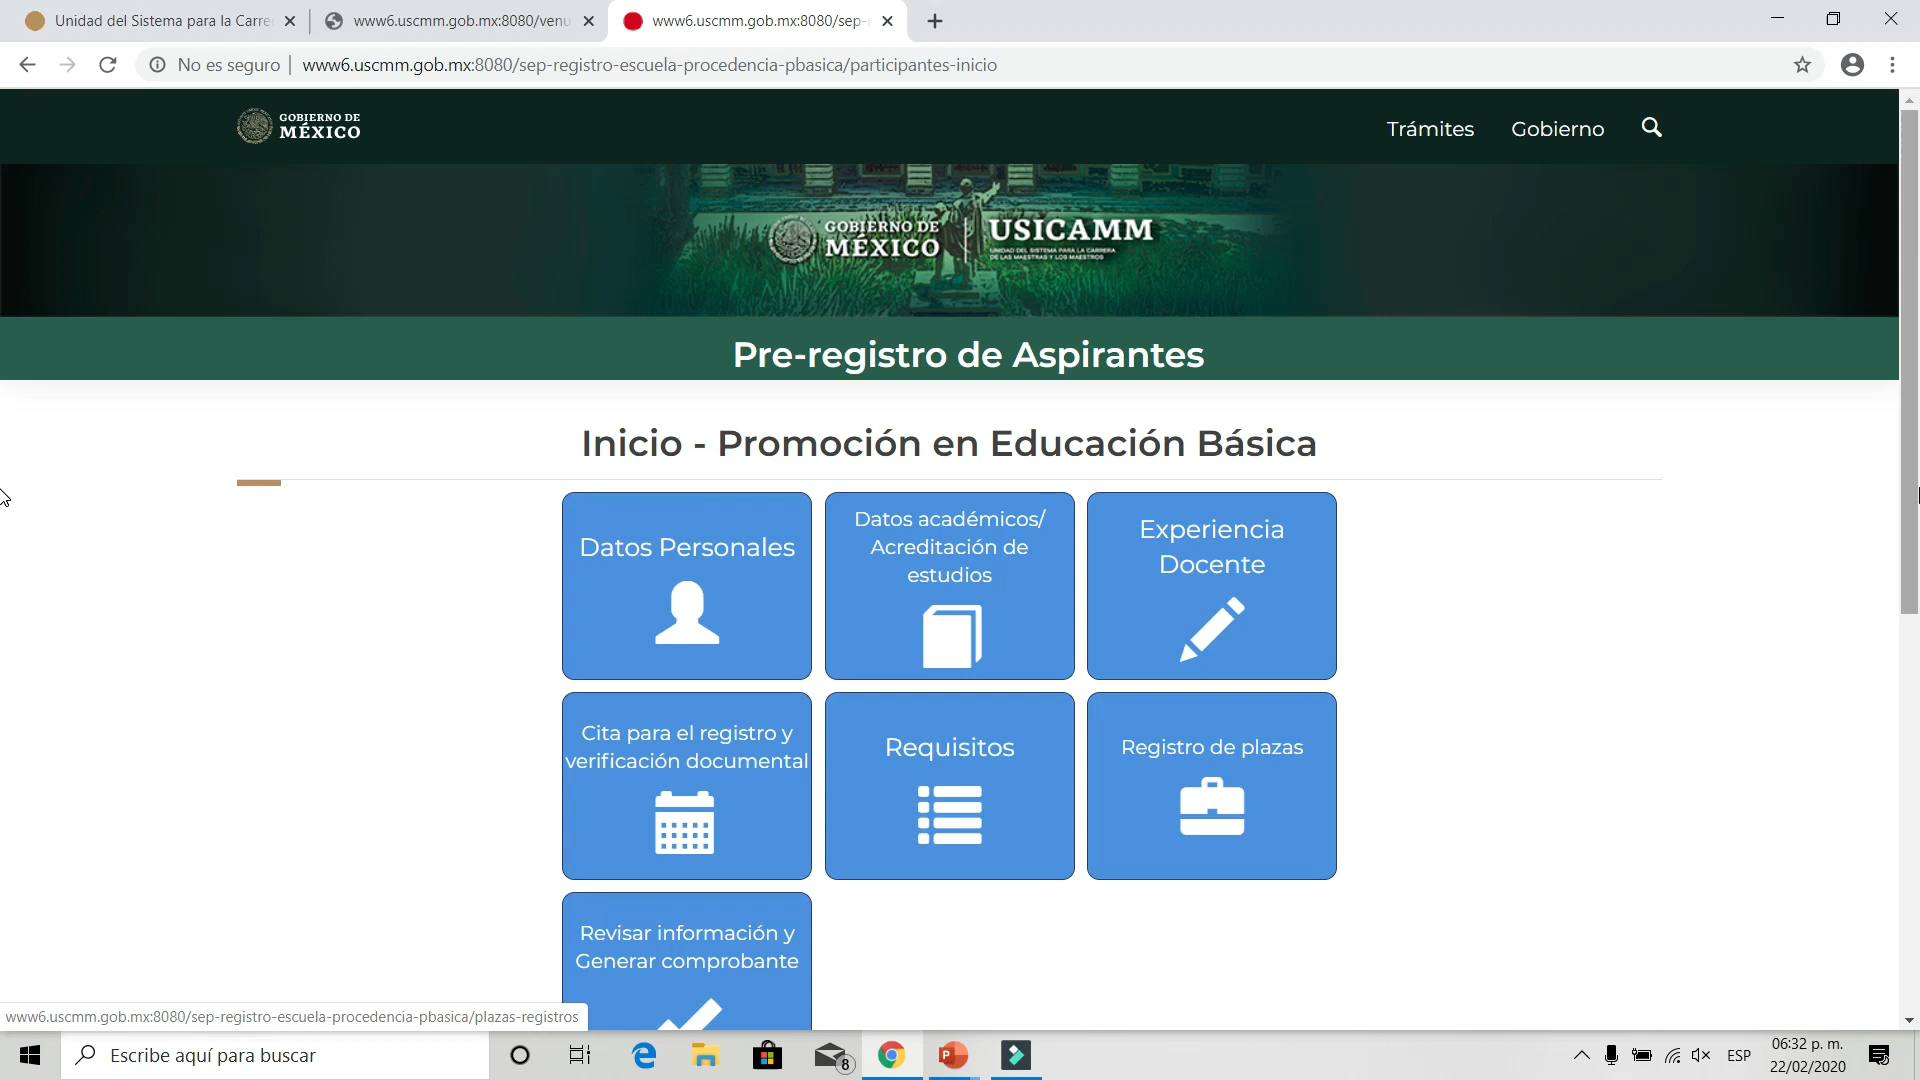 Unidad del Sistema para la Carre
www6.uscmm.gob.mx:8080/venu
www6.uscmm.gob.mx:8080/sep-r
No es seguro
www6.uscmm.gob.mx:8080/sep-registro-escuela-procedencia-pbasica/participantes-inicio
GOBIERNO DE
MÉXICO
Trámites
Gobierno
GOBIERNO DE
MÉXICO
USICAMM
UNIDAD DEL SISTEMA PARA LA CARRERA
DE LAS MAESTRAS Y LOS MAESTROS
Pre-registro de Aspirantes
Inicio - Promoción en Educación Básica
Datos Personales
Datos académicos/
Acreditación de
estudios
Experiencia
Docente
Cita para el registro y
verificación documental
Requisitos
Registro de plazas
Revisar información y
Generar comprobante
www6.uscmm.gob.mx:8080/sep-registro-escuela-procedencia-pbasica/plazas-registros
Escribe aquí para buscar
8
ESP
06:32 p. m.
22/02/2020